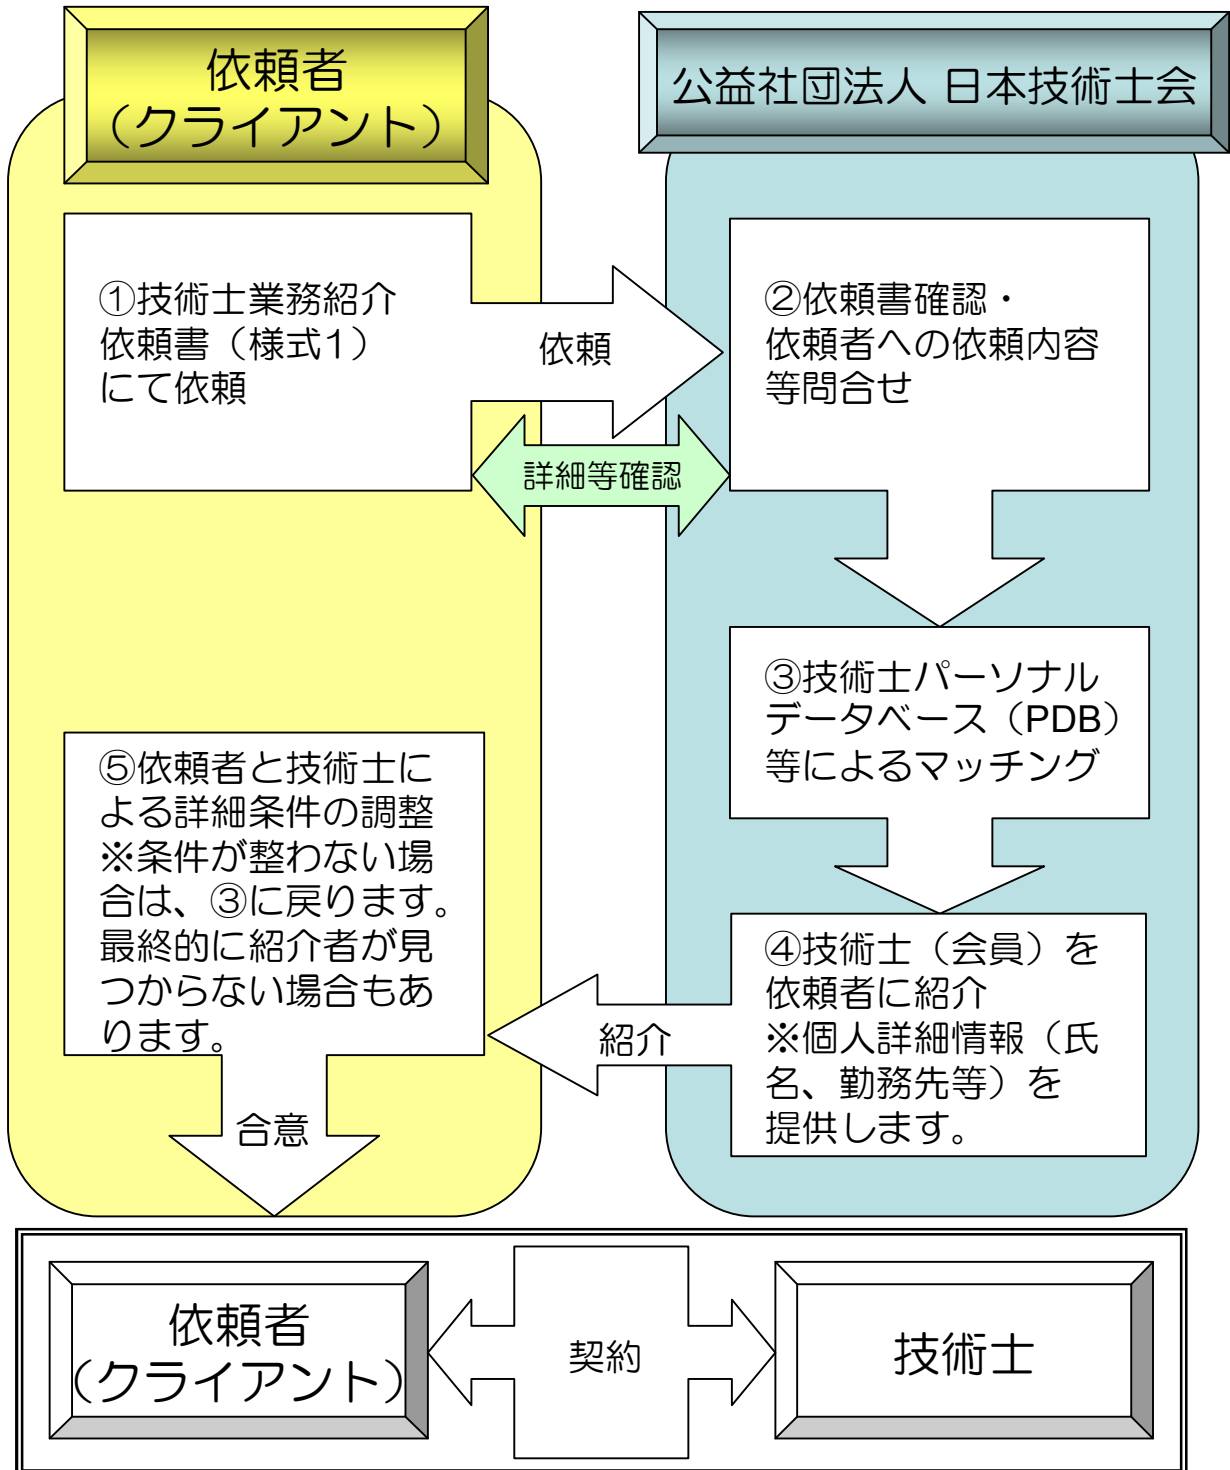 依頼者
（クライアント）
公益社団法人 日本技術士会
①技術士業務紹介
依頼書（様式1）
にて依頼
依頼
②依頼書確認・
依頼者への依頼内容
等問合せ
詳細等確認
③技術士パーソナル
データベース（PDB）
等によるマッチング
④技術士（会員）を
依頼者に紹介
※個人詳細情報（氏
名、勤務先等）を
提供します。
紹介
⑤依頼者と技術士に
よる詳細条件の調整
※条件が整わない場
合は、③に戻ります。
最終的に紹介者が見
つからない場合もあ
ります。
合意
依頼者
（クライアント）
契約
技術士